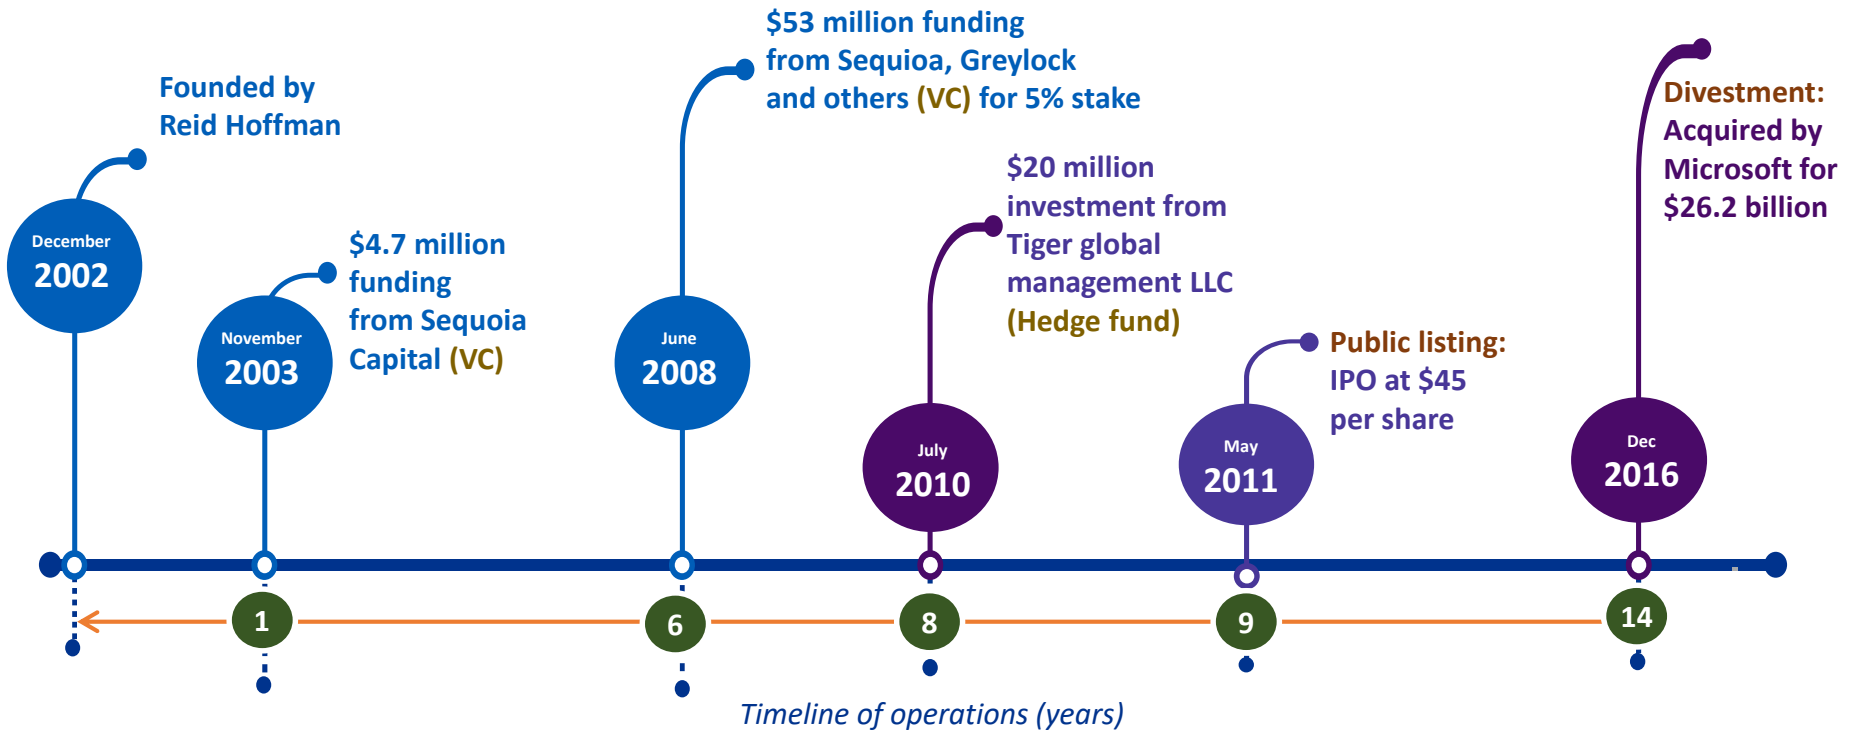 Founded by
Reid Hoffman
December
2002
$4.7 million
funding
from Sequoia
Capital (VC)
November
2003
$53 million funding
from Sequioa, Greylock
and others (VC) for 5% stake
June
2008
$20 million
investment from
Tiger global
management LLC
(Hedge fund)
July
2010
Public listing:
IPO at $45
per share
May
2011
Divestment:
Acquired by
Microsoft for
$26.2 billion
Dec
2016
1
6
8
9
14
Timeline of operations (years)